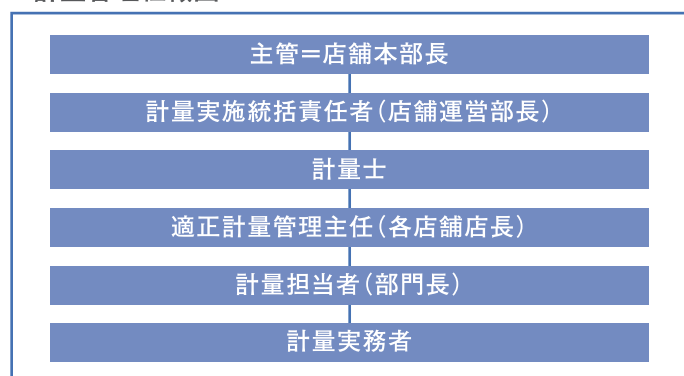 主管＝店舗本部長
計量実施統括責任者（店舗運営部長）
計量士
適正計量管理主任（各店舗店長）
計量担当者（部門長）
計量実務者